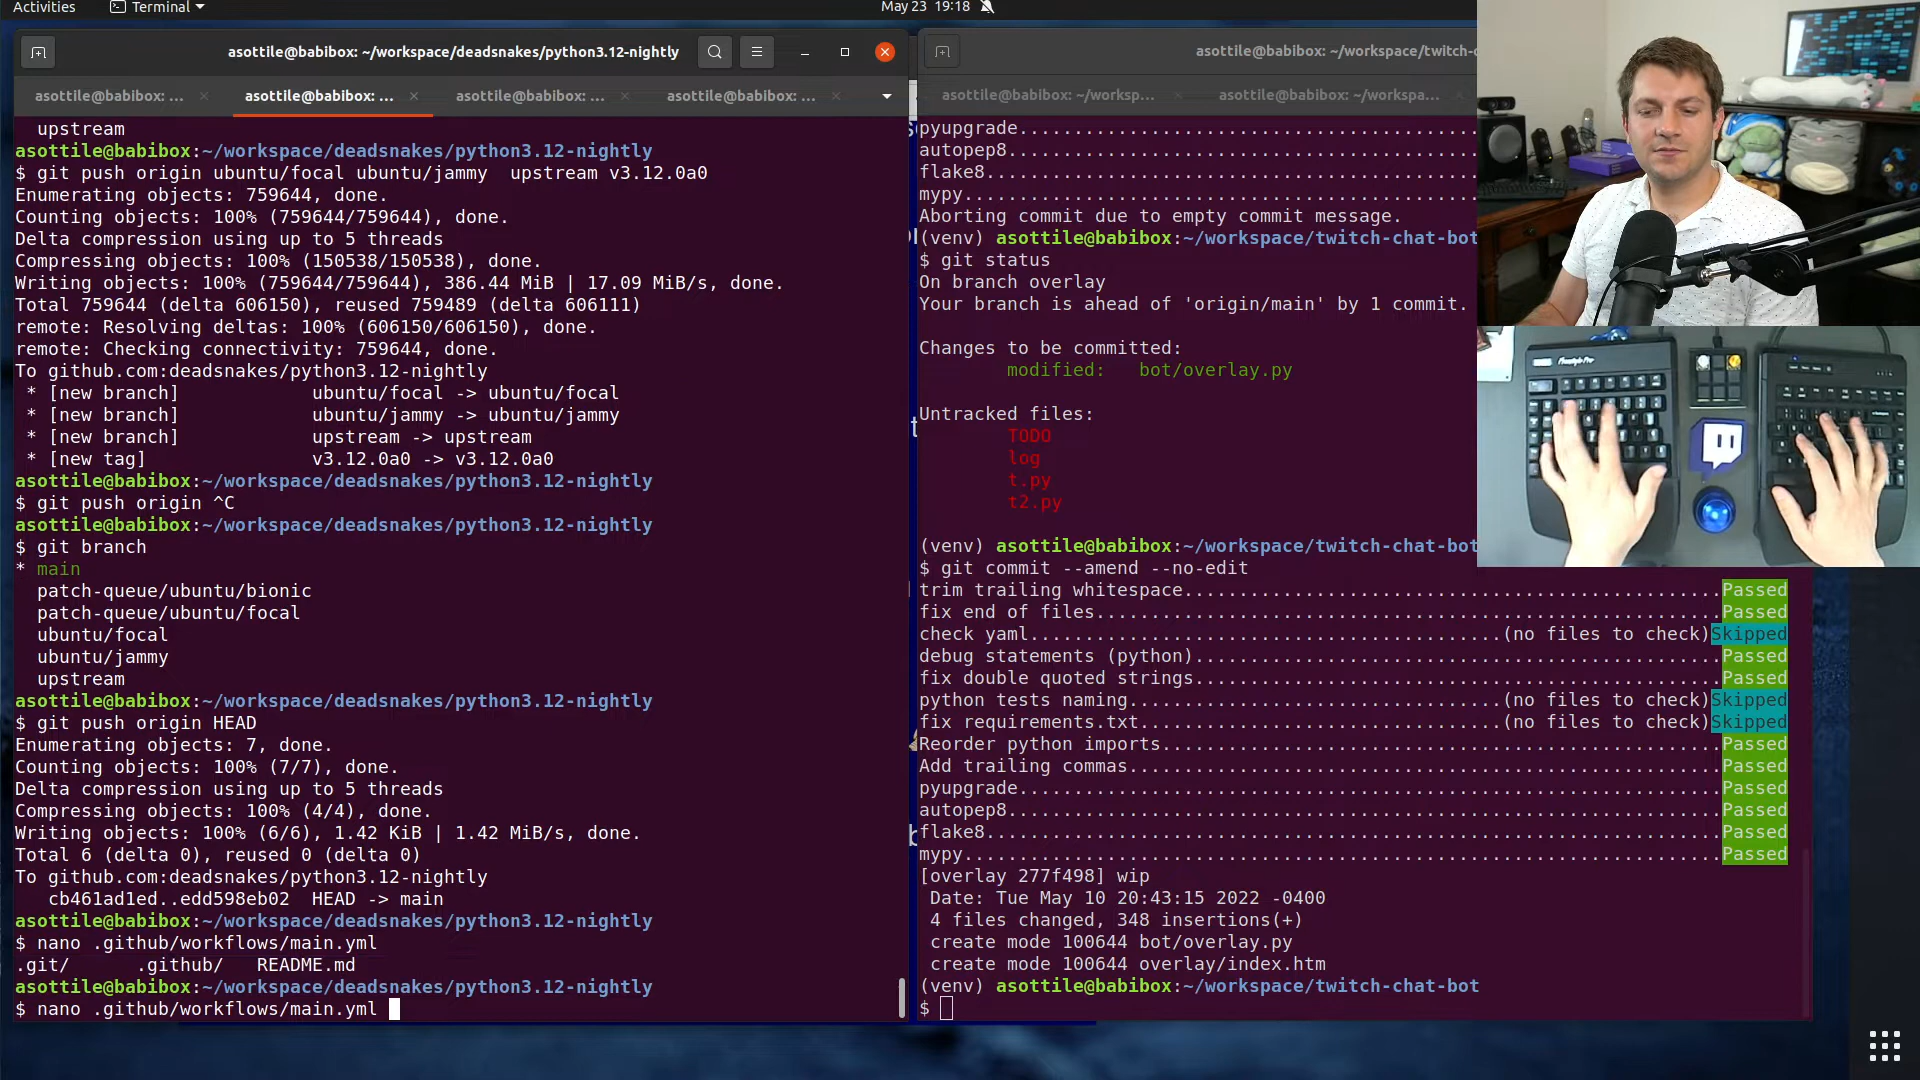 Activities
Terminal
May 23 19:18
asottile@babibox: ~/workspace/deadsnakes/python3.12-nightly
asottile@babibox: ...
asottile@babibox: ...
asottile@babibox: ...
asottile@babibox: ...
upstream
asottile@babibox:~/workspace/deadsnakes/python3.12-nightly
$ git push origin ubuntu/focal ubuntu/jammy  upstream v3.12.0a0
Enumerating objects: 759644, done.
Counting objects: 100% (759644/759644), done.
Delta compression using up to 5 threads
Compressing objects: 100% (150538/150538), done.
Writing objects: 100% (759644/759644), 386.44 MiB | 17.09 MiB/s, done.
Total 759644 (delta 606150), reused 759489 (delta 606111)
remote: Resolving deltas: 100% (606150/606150), done.
remote: Checking connectivity: 759644, done.
To github.com:deadsnakes/python3.12-nightly
* [new branch]            ubuntu/focal -> ubuntu/focal
* [new branch]            ubuntu/jammy -> ubuntu/jammy
* [new branch]            upstream -> upstream
* [new tag]               v3.12.0a0 -> v3.12.0a0
asottile@babibox:~/workspace/deadsnakes/python3.12-nightly
$ git push origin ^C
asottile@babibox:~/workspace/deadsnakes/python3.12-nightly
$ git branch
* main
patch-queue/ubuntu/bionic
patch-queue/ubuntu/focal
ubuntu/focal
ubuntu/jammy
upstream
asottile@babibox:~/workspace/deadsnakes/python3.12-nightly
$ git push origin HEAD
Enumerating objects: 7, done.
Counting objects: 100% (7/7), done.
Delta compression using up to 5 threads
Compressing objects: 100% (4/4), done.
Writing objects: 100% (6/6), 1.42 KiB | 1.42 MiB/s, done.
Total 6 (delta 0), reused 0 (delta 0)
To github.com:deadsnakes/python3.12-nightly
cb461ad1ed..edd598eb02  HEAD -> main
asottile@babibox:~/workspace/deadsnakes/python3.12-nightly
$ nano .github/workflows/main.yml
.git/      .github/   README.md
asottile@babibox:~/workspace/deadsnakes/python3.12-nightly
$ nano .github/workflows/main.yml
asottile@babibox: ~/workspace/twitch-c
asottile@babibox: ~/worksp...
asottile@babibox: ~/workspa...
pyupgrade...................................................
autopep8....................................................
flake8......................................................
mypy........................................................
Aborting commit due to empty commit message.
(venv) asottile@babibox:~/workspace/twitch-chat-bot
$ git status
On branch overlay
Your branch is ahead of 'origin/main' by 1 commit.
Changes to be committed:
modified:   bot/overlay.py
Untracked files:
TODO
log
t.py
t2.py
(venv) asottile@babibox:~/workspace/twitch-chat-bot
$ git commit --amend --no-edit
trim trailing whitespace.................................................Passed
fix end of files.........................................................Passed
check yaml...........................................(no files to check)Skipped
debug statements (python)................................................Passed
fix double quoted strings................................................Passed
python tests naming..................................(no files to check)Skipped
fix requirements.txt.................................(no files to check)Skipped
Reorder python imports...................................................Passed
Add trailing commas......................................................Passed
pyupgrade................................................................Passed
autopep8.................................................................Passed
flake8...................................................................Passed
mypy.....................................................................Passed
[overlay 277f498] wip
Date: Tue May 10 20:43:15 2022 -0400
4 files changed, 348 insertions(+)
create mode 100644 bot/overlay.py
create mode 100644 overlay/index.htm
(venv) asottile@babibox:~/workspace/twitch-chat-bot
$
Freestyle Pro